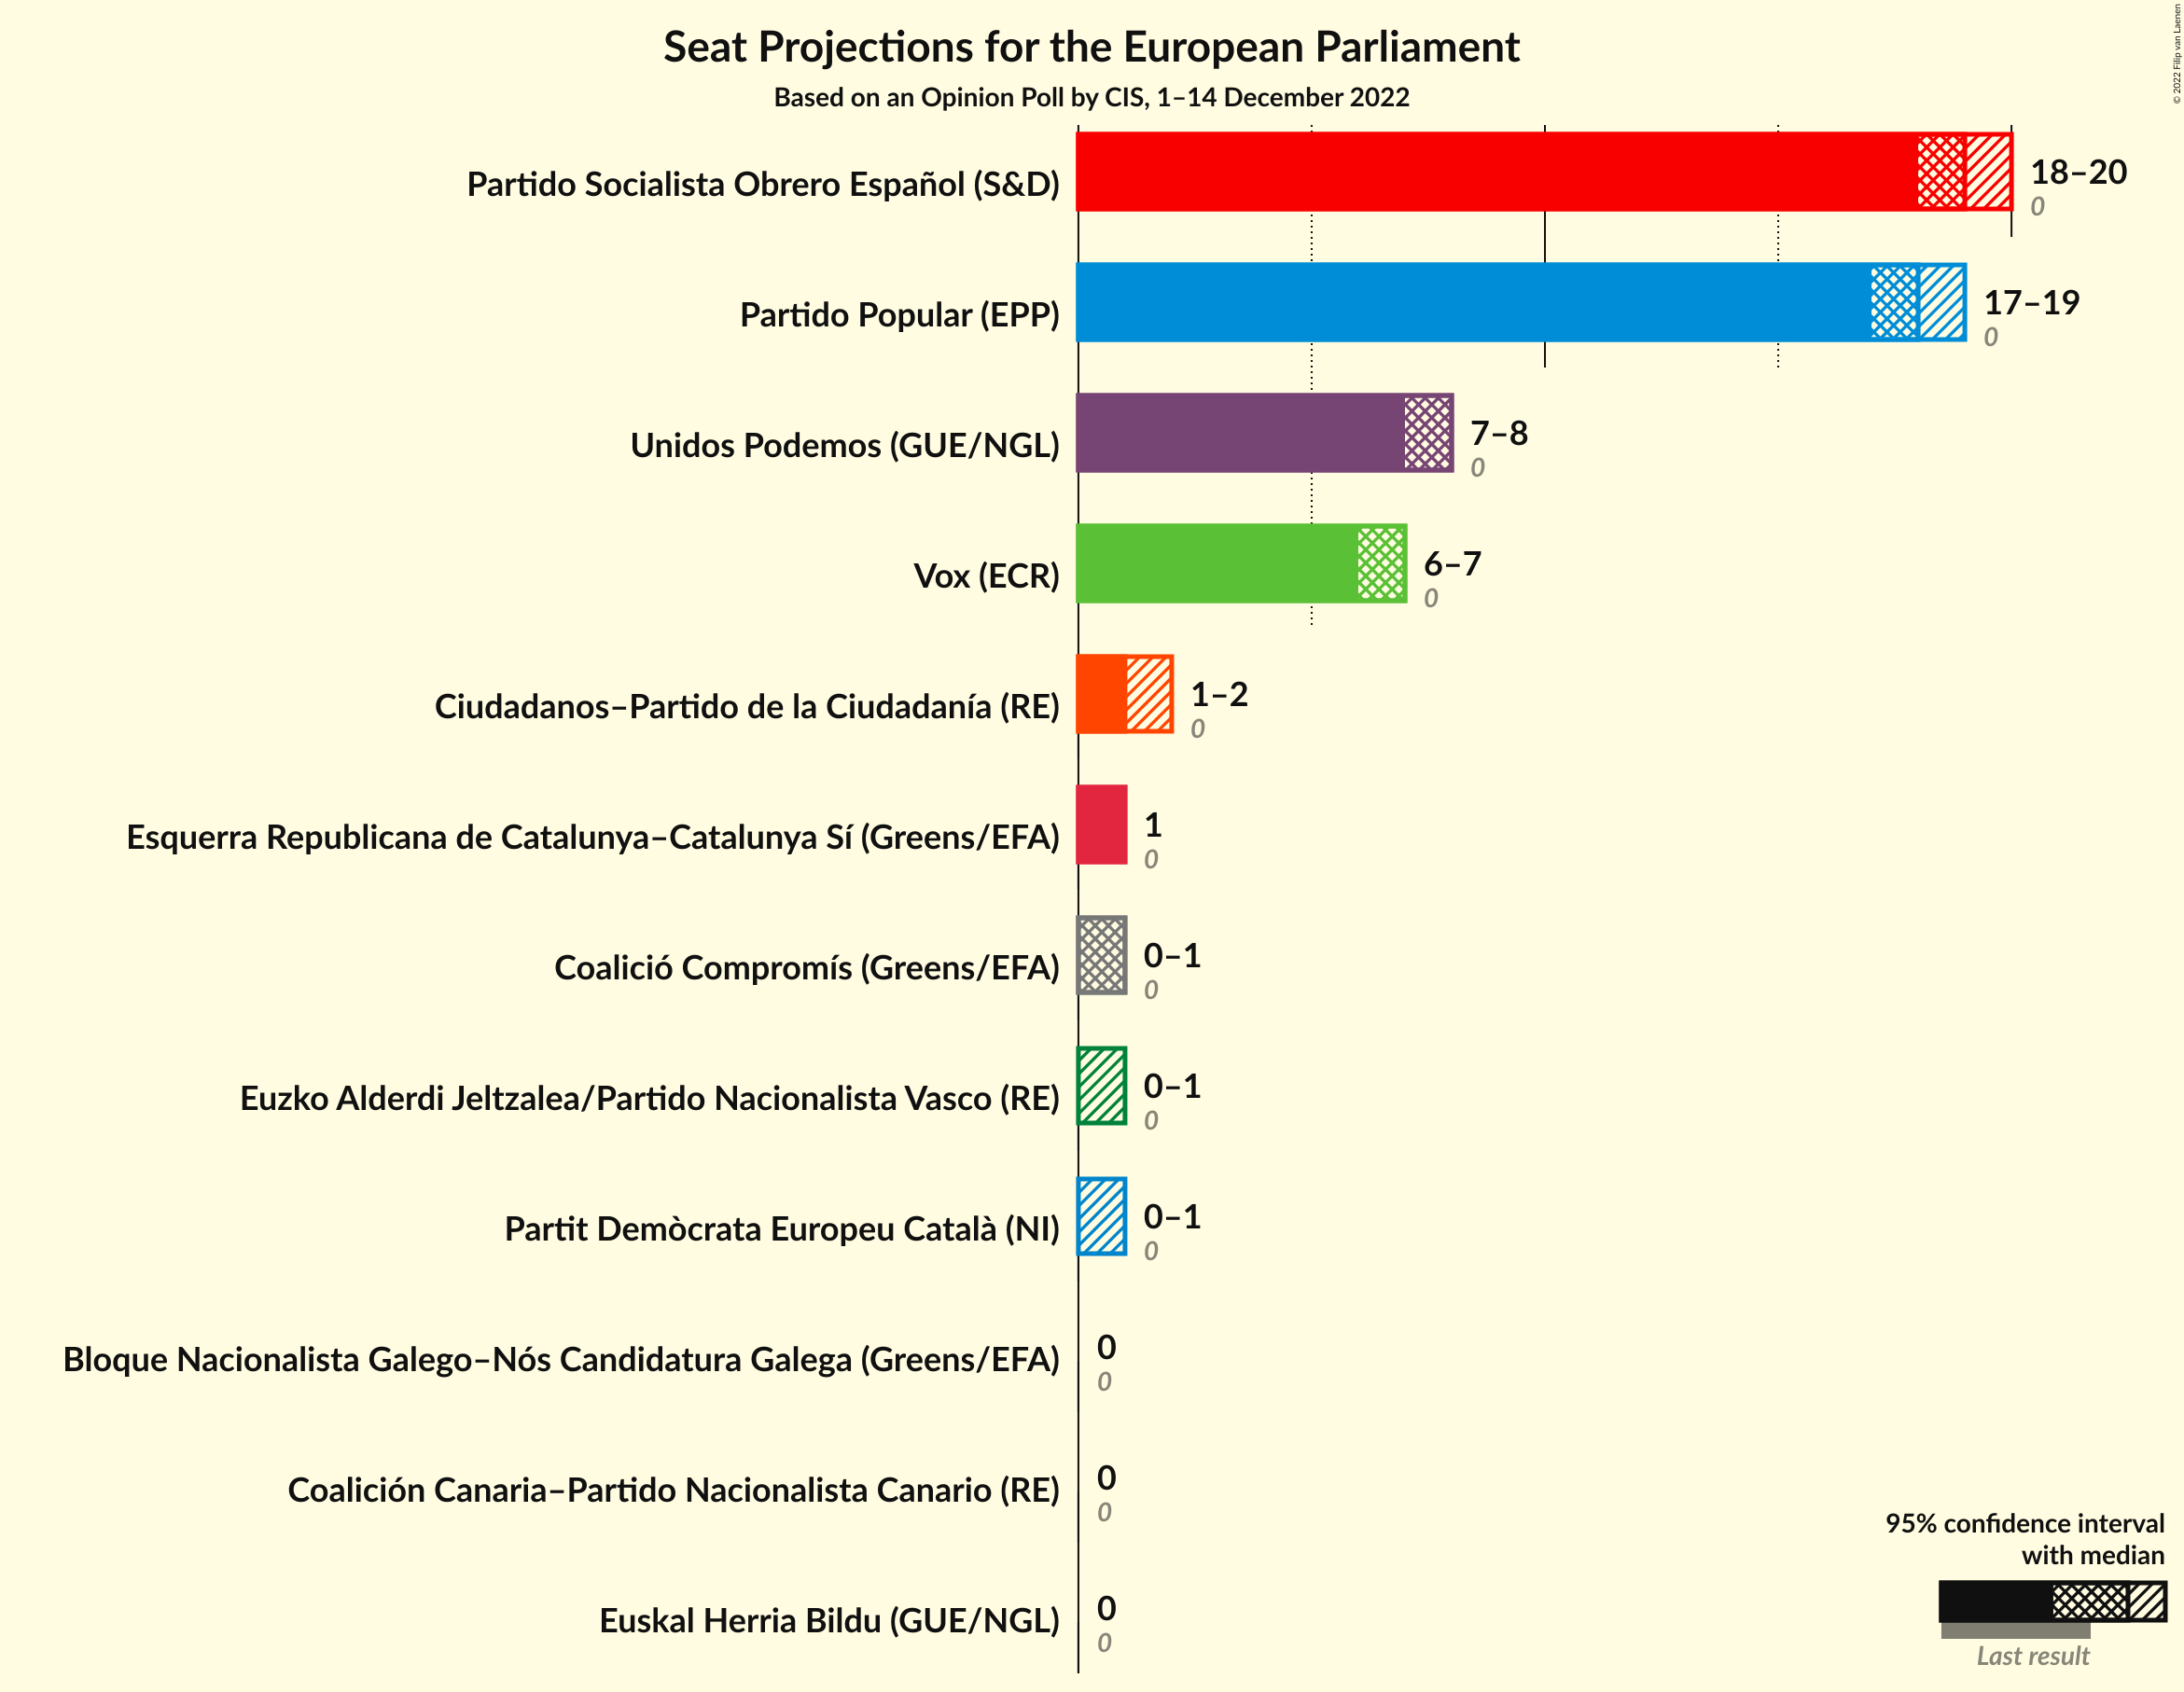 Seat Projections for the European Parliament
Based on an Opinion Poll by CIS, 1–14 December 2022
© 2022 Filip van Laenen
Partido Socialista Obrero Español (S&D)
18–20
0
Partido Popular (EPP)
17–19
0
Unidos Podemos (GUE/NGL)
7–8
0
Vox (ECR)
6–7
0
Ciudadanos–Partido de la Ciudadanía (RE)
1–2
0
Esquerra Republicana de Catalunya–Catalunya Sí (Greens/EFA)
1
0
Coalició Compromís (Greens/EFA)
0–1
0
Euzko Alderdi Jeltzalea/Partido Nacionalista Vasco (RE)
0–1
0
Partit Demòcrata Europeu Català (NI)
0–1
0
Bloque Nacionalista Galego–Nós Candidatura Galega (Greens/EFA)
0
0
Coalición Canaria–Partido Nacionalista Canario (RE)
0
0
Euskal Herria Bildu (GUE/NGL)
0
0
95% confidence interval
with median
Last result